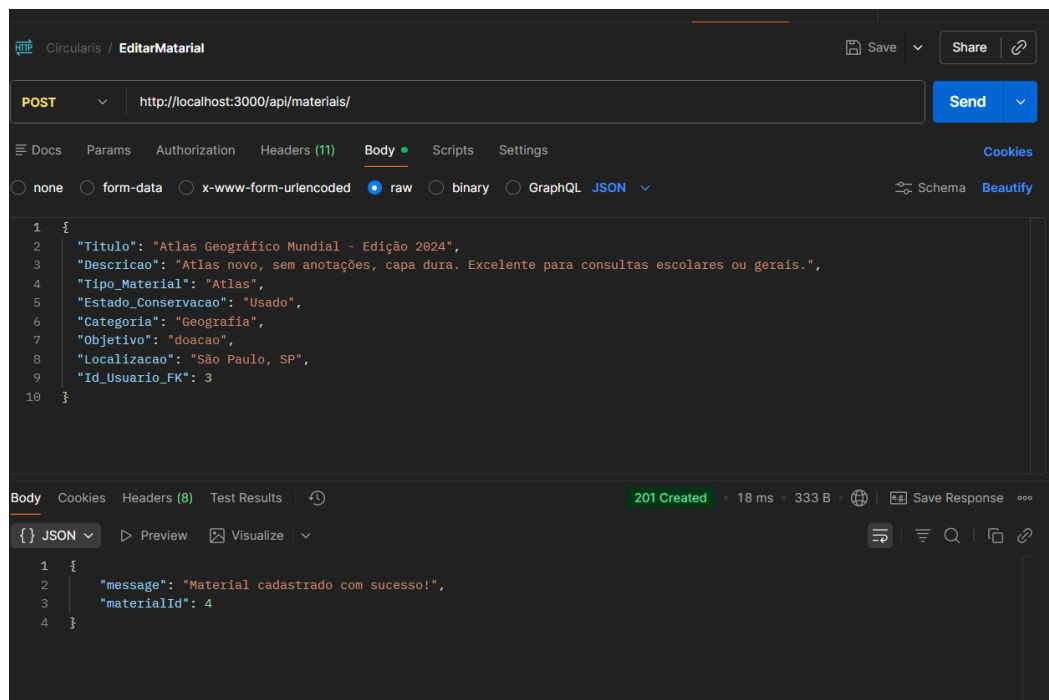 HTTP Circularis / EditarMatarial Save Share
POST http://localhost:3000/api/materiais/ Send
Docs Params Authorization Headers (11) Body Scripts Settings Cookies
none form-data x-www-form-urlencoded raw binary GraphQL JSON Schema Beautify
1 {
2 "Titulo": "Atlas Geográfico Mundial - Edição 2024",
3 "Descricao": "Atlas novo, sem anotações, capa dura. Excelente para consultas escolares ou gerais.",
4 "Tipo_Material": "Atlas",
5 "Estado_Conservacao": "Usado",
6 "Categoria": "Geografia",
7 "Objetivo": "doacao",
8 "Localizacao": "São Paulo, SP",
9 "Id_Usuario_FK": 3
10 }
Body Cookies Headers (8) Test Results 201 Created 18 ms 333 B e.g. Save Response
{} JSON Preview Visualize
1 {
2 "message": "Material cadastrado com sucesso!",
3 "materialId": 4
4 }